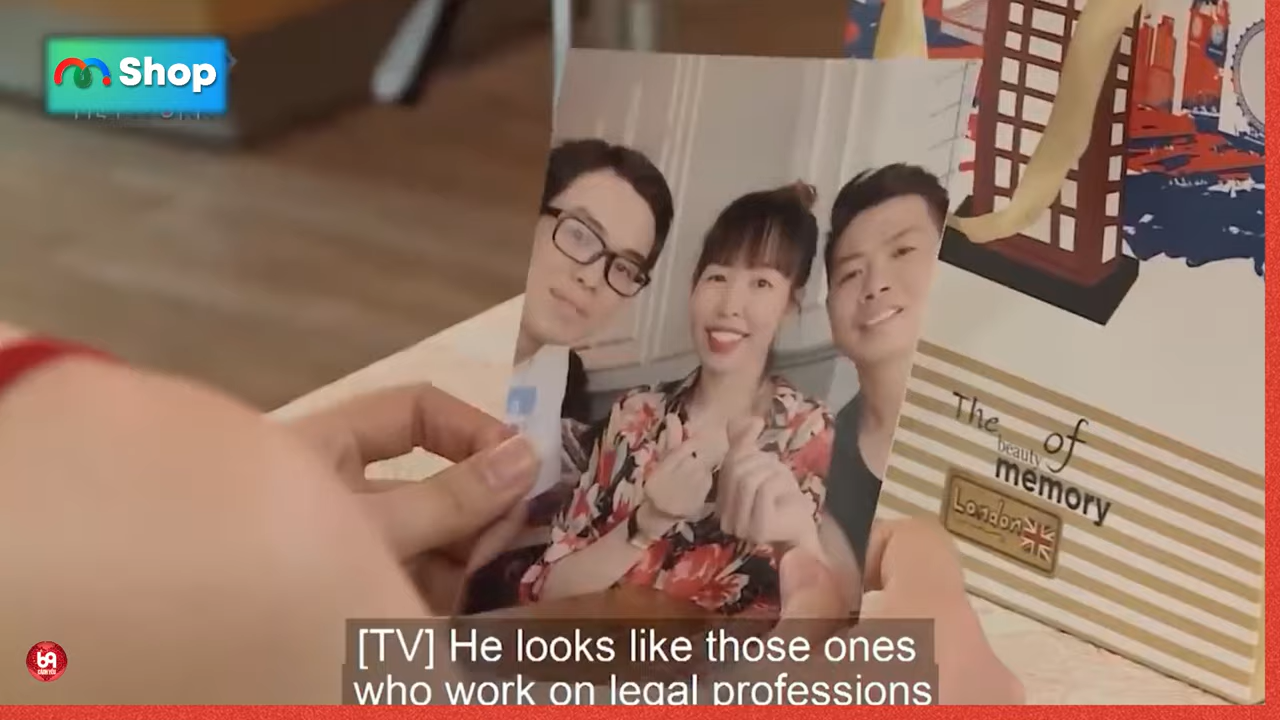 Shop
The
beauty
of
memory
London
[TV] He looks like those ones
who work on legal professions